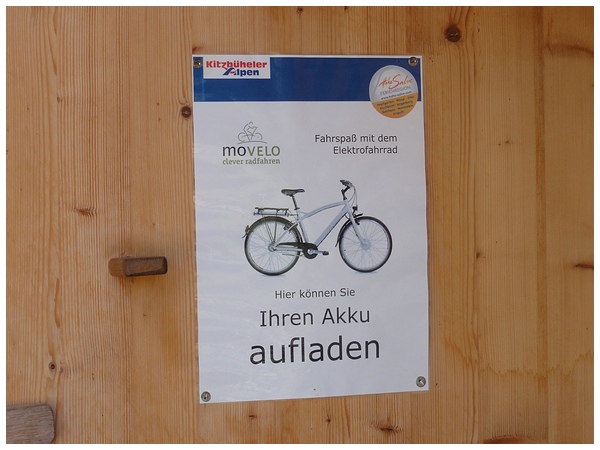 Kitzbüheler
Alpen
moVELO
clever radfahren
Fahrspaß mit dem
Elektrofahrrad
Hier können Sie
Ihren Akku
aufladen